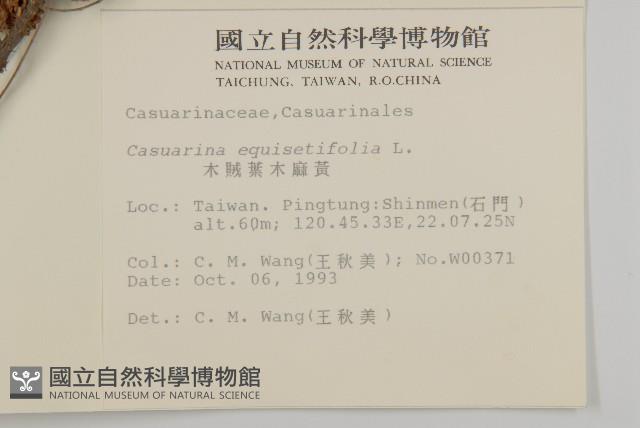 國立自然科學博物館
NATIONAL MUSEUM OF NATURAL SCIENCE
TAICHUNG, TAIWAN, R.O.CHINA
Casuarinaceae,Casuarinales
Casuarina equisetifolia L.
木賊葉木麻黃
Loc.: Taiwan. Pingtung:Shinmen(石門)
alt.60m; 120.45.33E,22.07.25N
Col.: C. M. Wang(王秋美); No.W00371
Date: Oct. 06, 1993
Det.: C. M. Wang(王秋美)
國立自然科學博物館
NATIONAL MUSEUM OF NATURAL SCIENCE